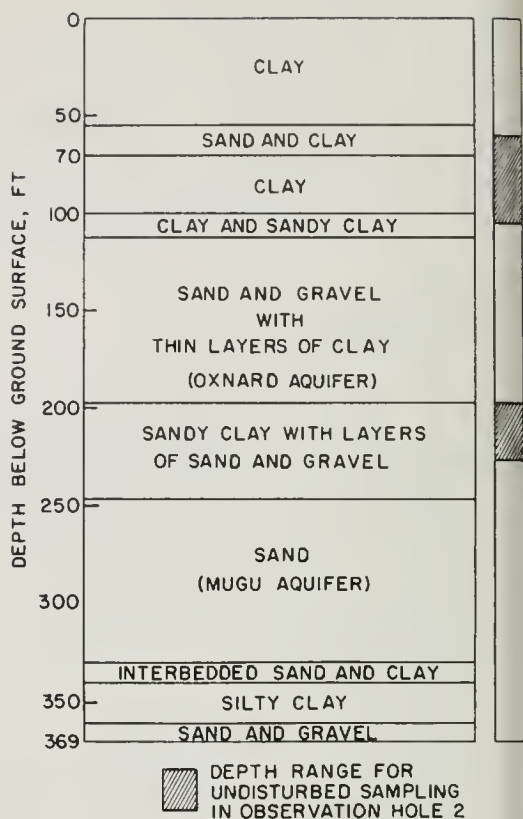 DEPTH BELOW GROUND SURFACE, FT
0
CLAY
50
SAND AND CLAY
70
CLAY
100
CLAY AND SANDY CLAY
150
SAND AND GRAVEL
WITH
THIN LAYERS OF CLAY
(OXNARD AQUIFER)
200
SANDY CLAY WITH LAYERS
OF SAND AND GRAVEL
250
SAND
(MUGU AQUIFER)
300
INTERBEDDED SAND AND CLAY
350
SILTY CLAY
SAND AND GRAVEL
369
DEPTH RANGE FOR
UNDISTURBED SAMPLING
IN OBSERVATION HOLE 2